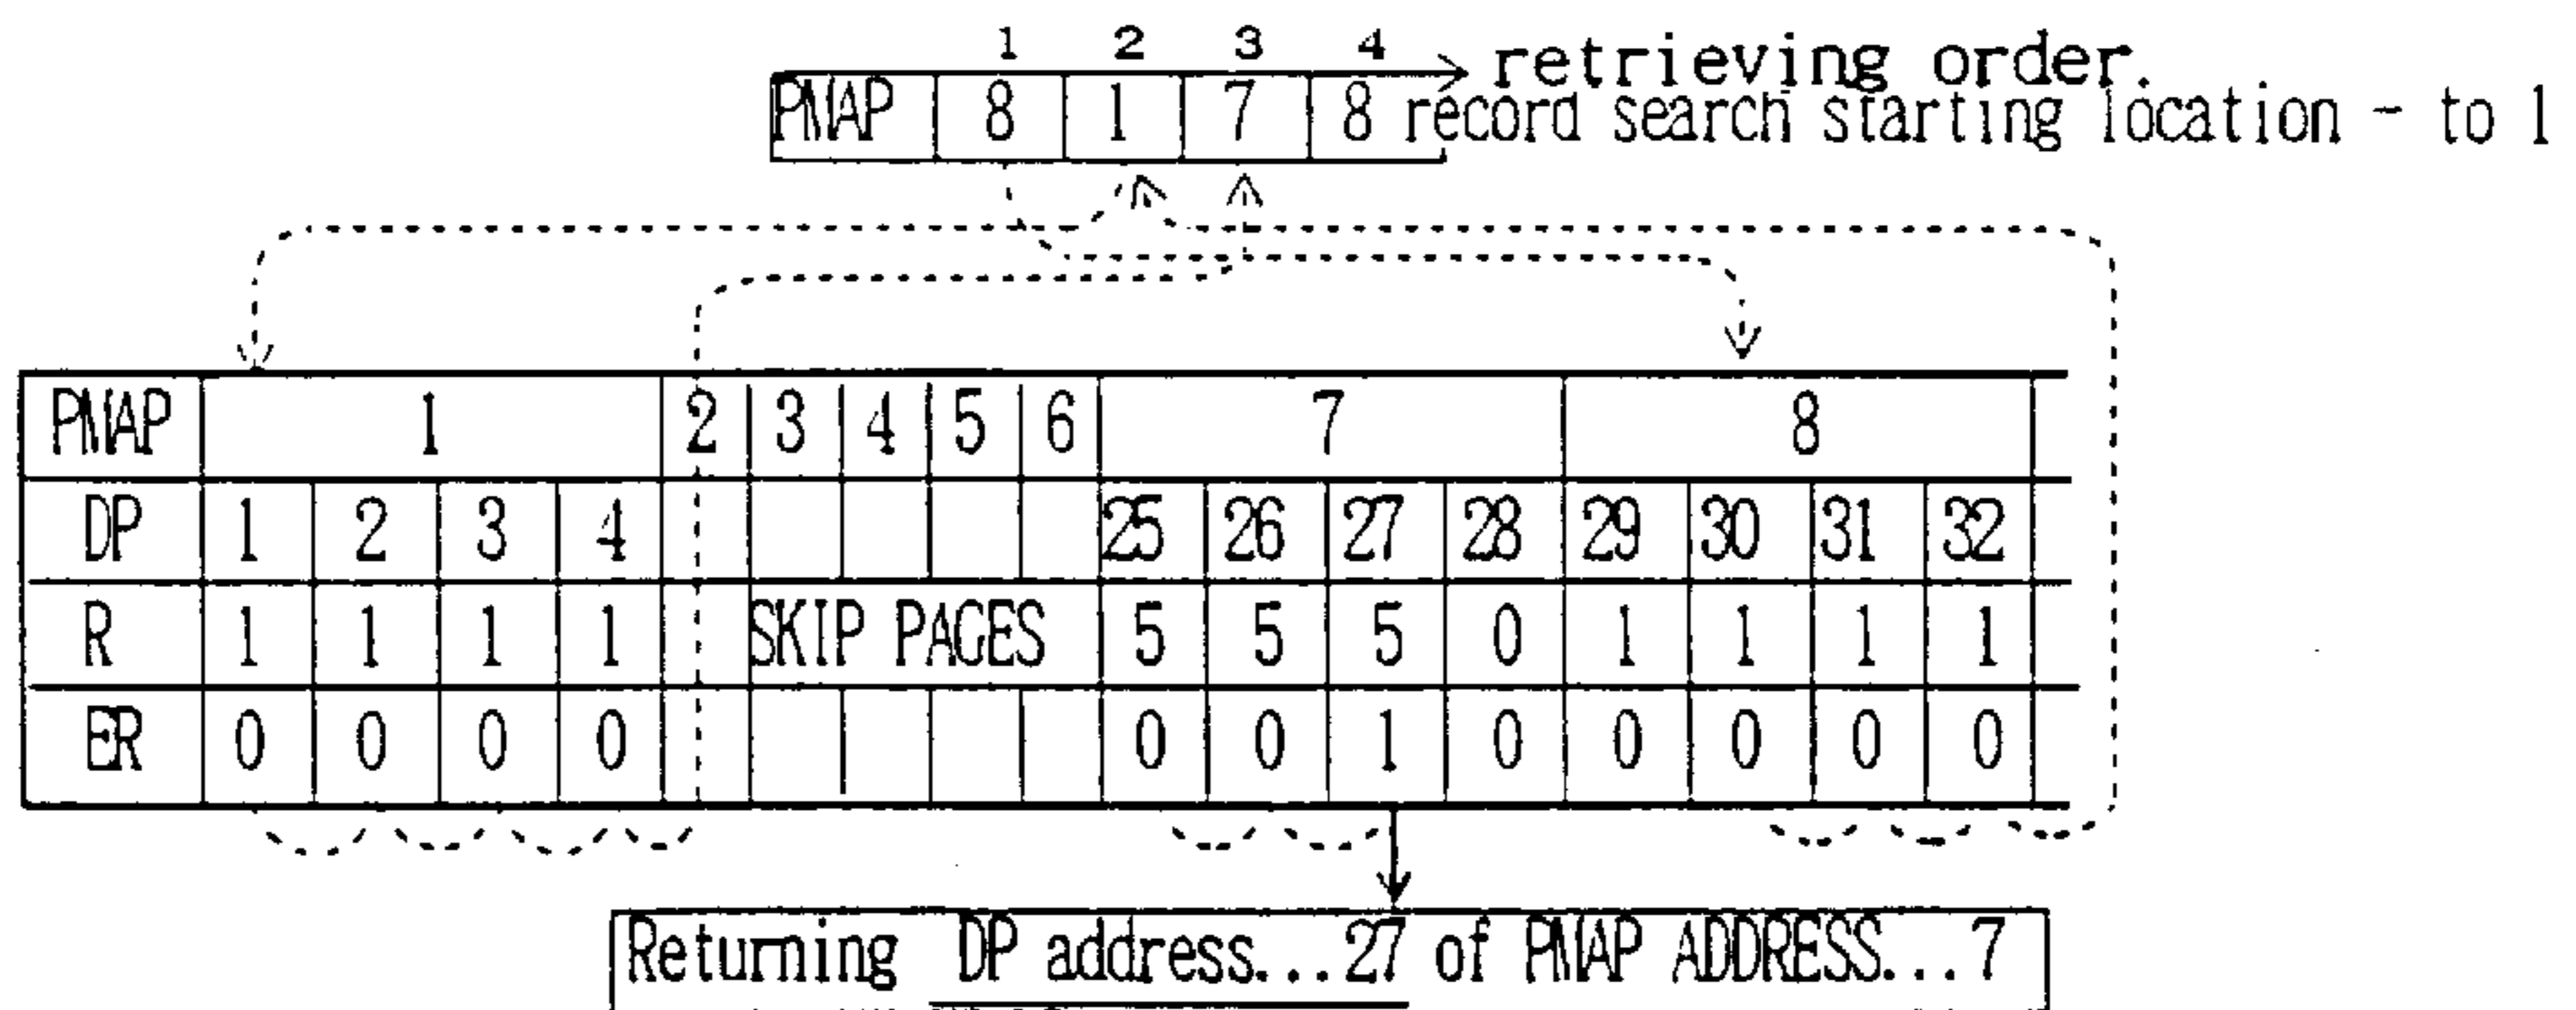 1 2 3 4 retrieving order.
PMAP 8 1 7 8 record search starting location - to 1
PMAP 1 2 3 4 5 6 7 8
DP 1 2 3 4 25 26 27 28 29 30 31 32
R 1 1 1 1 SKIP PAGES 5 5 5 0 1 1 1 1
ER 0 0 0 0 0 0 1 0 0 0 0 0
Returning DP address...27 of PMAP ADDRESS...7